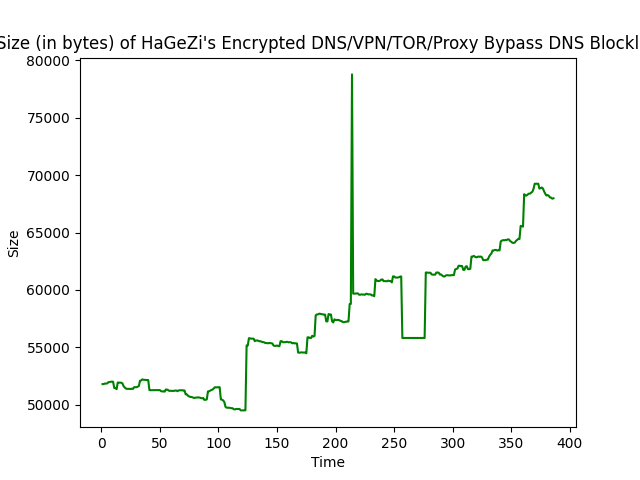 Size (in bytes) of HaGeZi's Encrypted DNS/VPN/TOR/Proxy Bypass DNS Blockl
80000
75000
70000
65000
60000
55000
50000
Size
0 50 100 150 200 250 300 350 400
Time